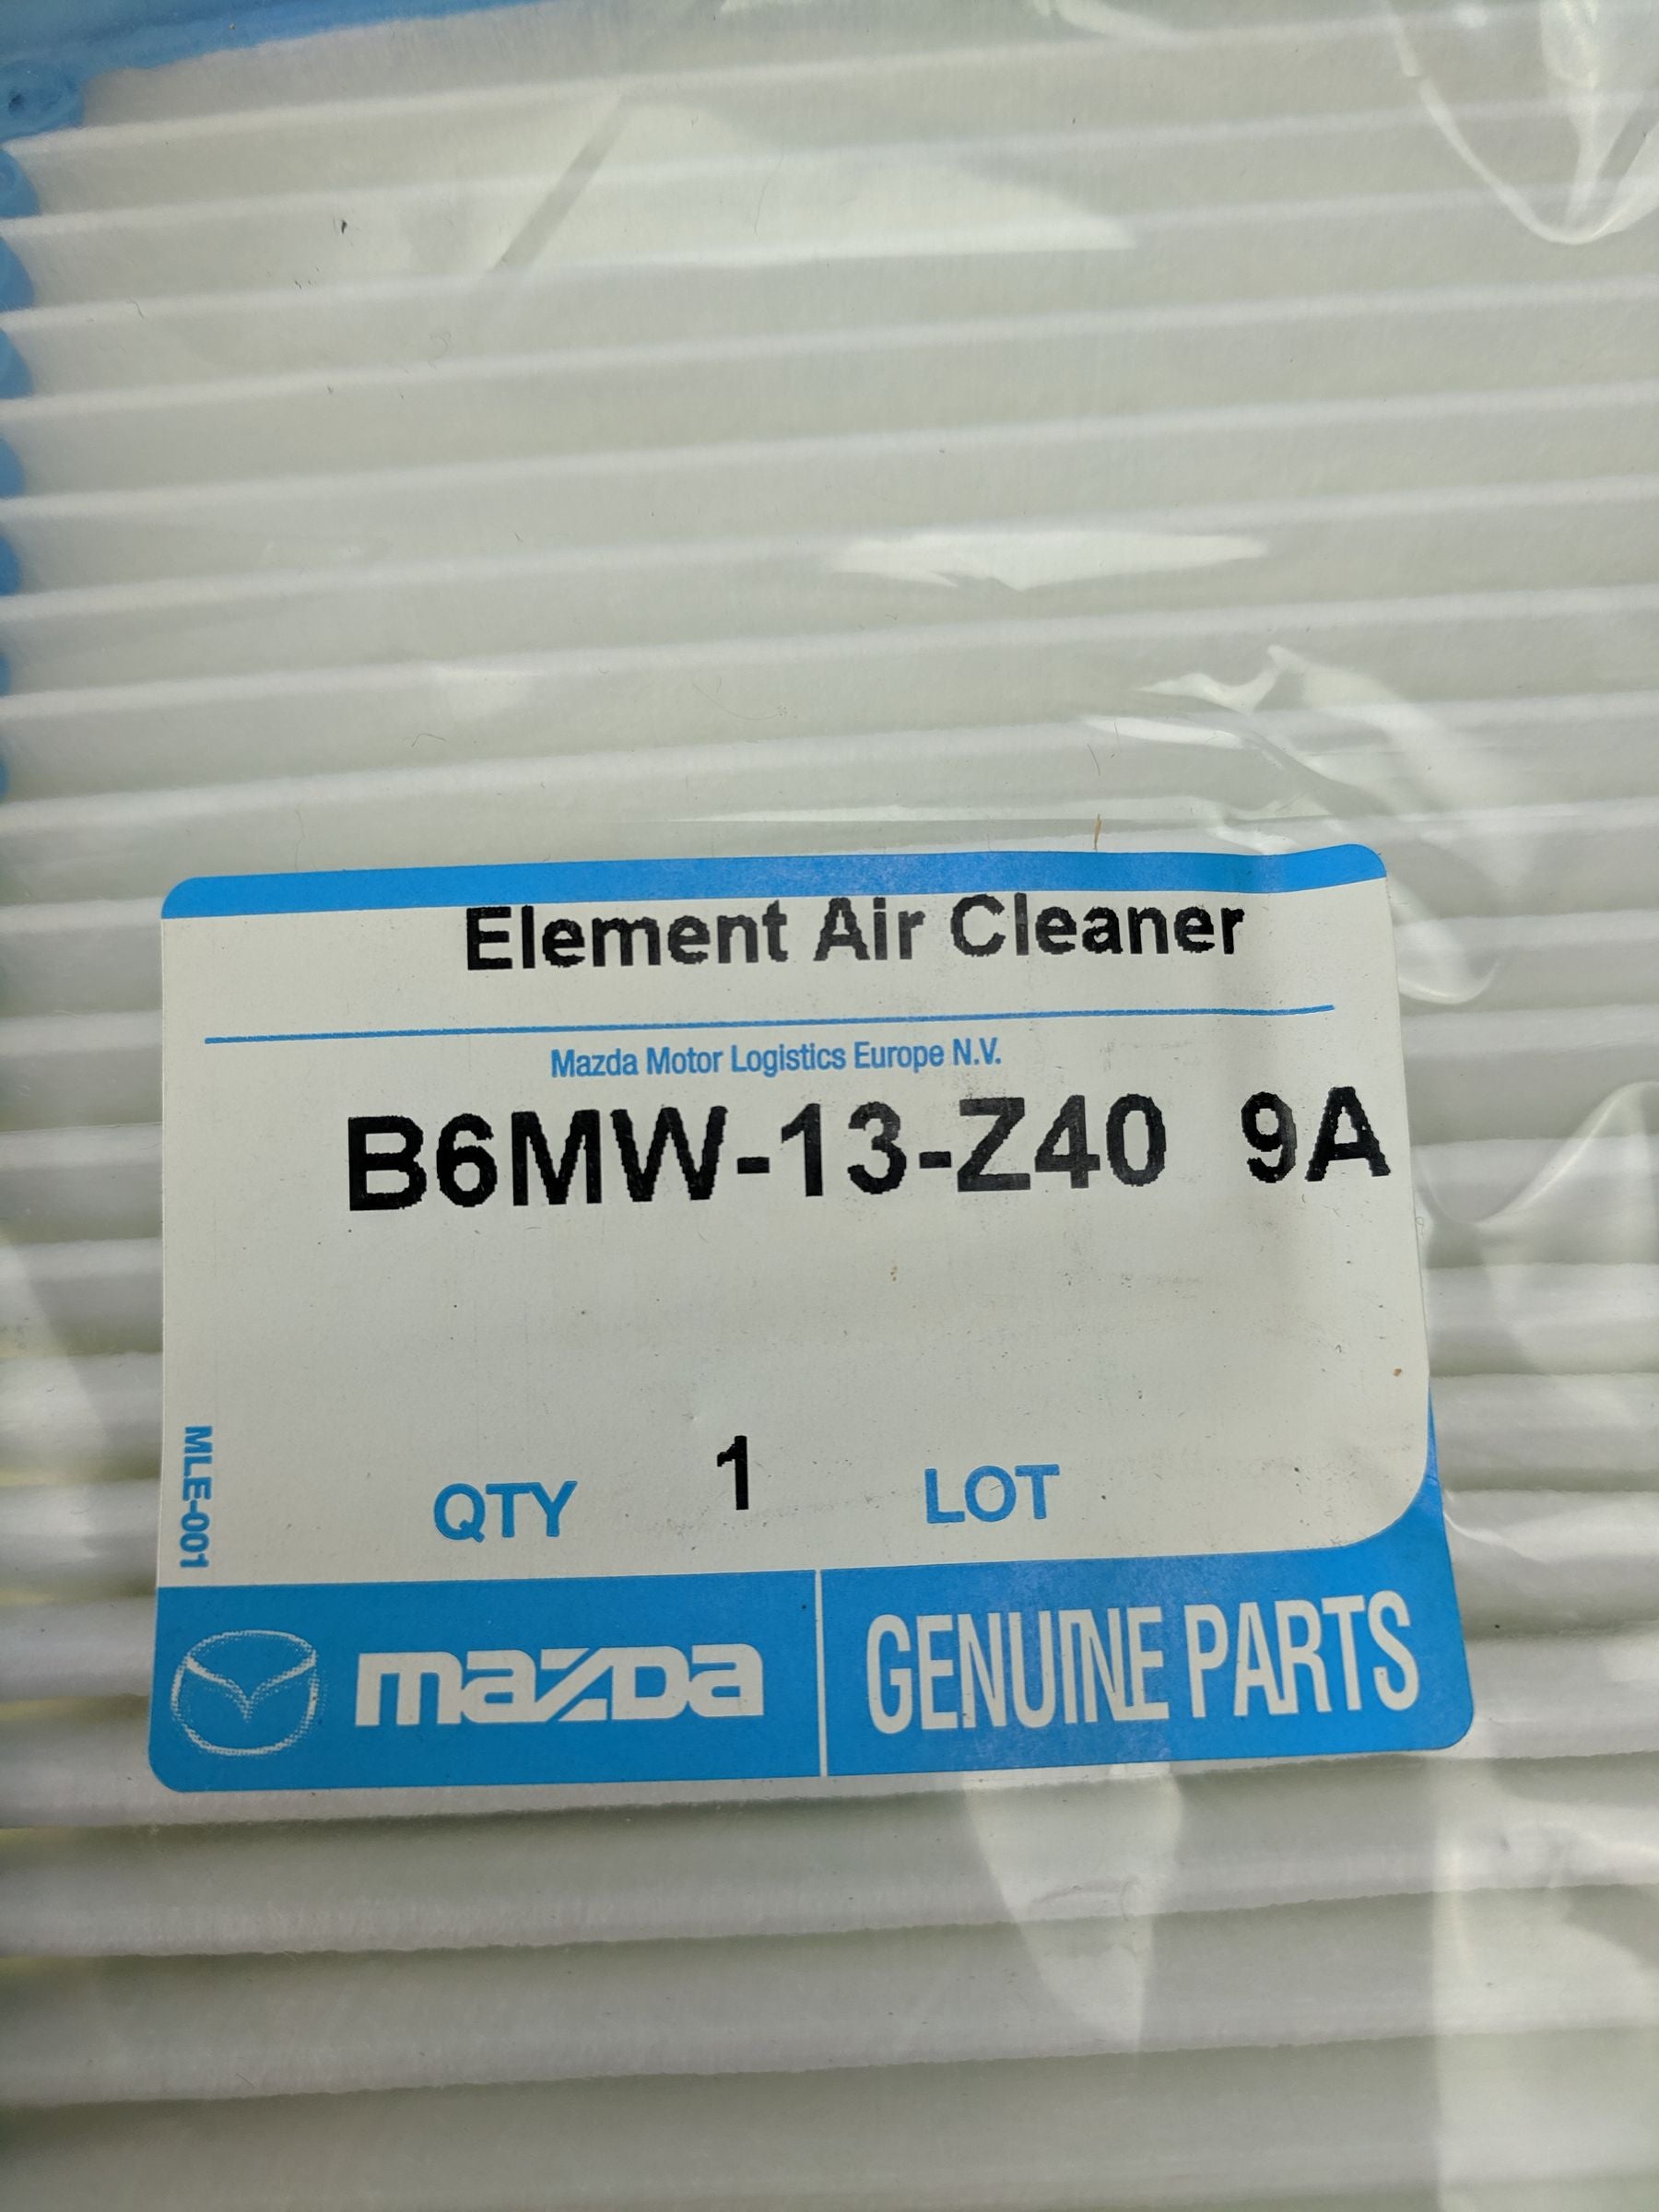 Element Air Cleaner
Mazda Motor Logistics Europe N.V.
B6MW-13-Z40 9A
MLE-001
QTY 1 LOT
mazda GENUINE PARTS